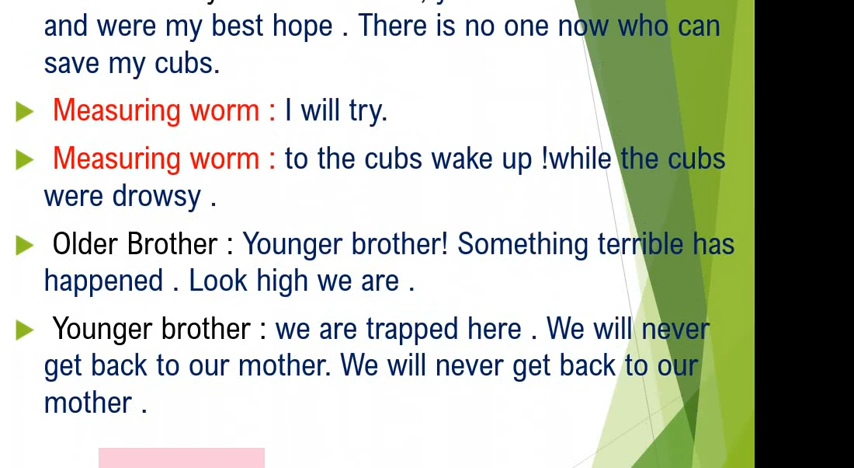 and were my best hope . There is no one now who can
save my cubs.
Measuring worm : I will try.
Measuring worm : to the cubs wake up !while the cubs
were drowsy .
Older Brother : Younger brother! Something terrible has
happened . Look high we are .
Younger brother : we are trapped here . We will never
get back to our mother. We will never get back to our
mother .